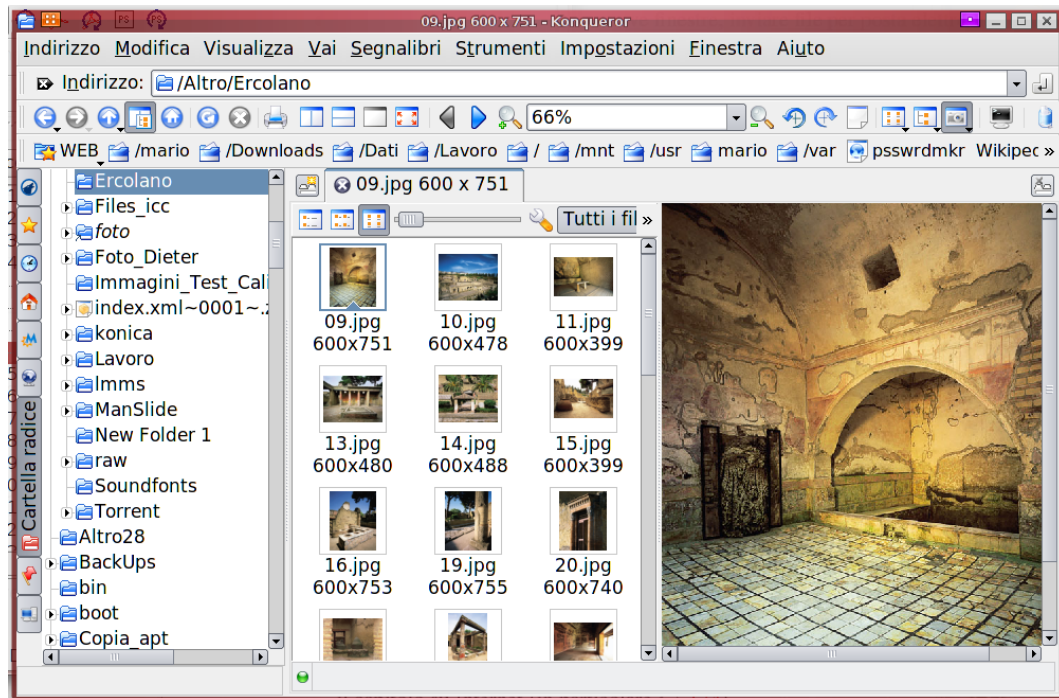 09.jpg 600 x 751 - Konqueror
Indirizzo Modifica Visualizza Vai Segnalibri Strumenti Impostazioni Finestra Aiuto
Indirizzo: /Altro/Ercolano
66%
WEB /mario /Downloads /Dati /Lavoro / /mnt /usr mario /var psswrdmkr Wikipec »
Cartella radice
Ercolano
Files_icc
foto
Foto_Dieter
Immagini_Test_Cali
index.xml~0001~.z
konica
Lavoro
lmms
ManSlide
New Folder 1
raw
Soundfonts
Torrent
Altro28
BackUps
bin
boot
Copia_apt
09.jpg 600 x 751
Tutti i fil »
09.jpg 10.jpg 11.jpg
600x751 600x478 600x399
13.jpg 14.jpg 15.jpg
600x480 600x488 600x399
16.jpg 19.jpg 20.jpg
600x753 600x755 600x740